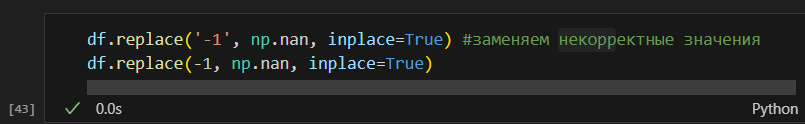 df.replace('-1', np.nan, inplace=True) #заменяем некорректные значения
df.replace(-1, np.nan, inplace=True)
[43] 0.0s Python